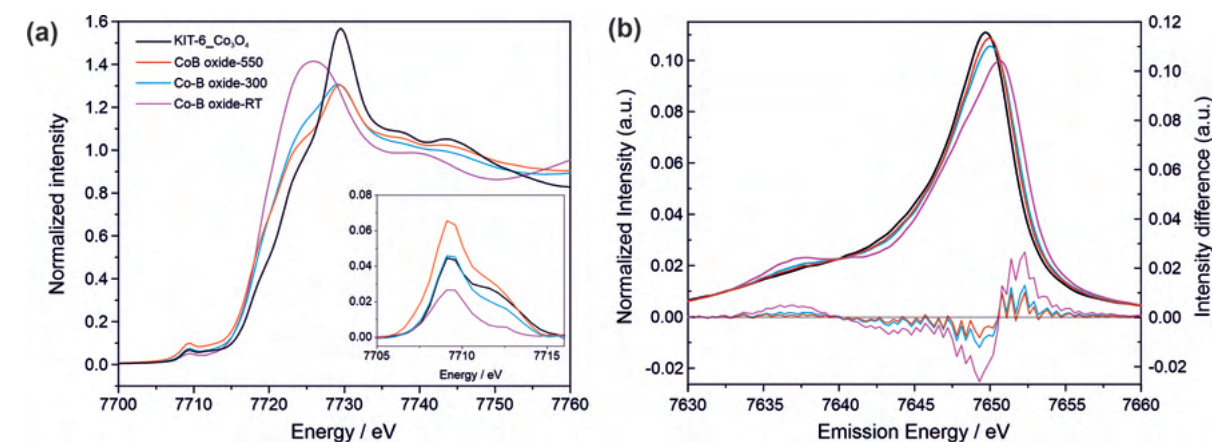 (a)
KIT-6_Co₃O₄
CoB oxide-550
Co-B oxide-300
Co-B oxide-RT
Normalized intensity
1.6
1.4
1.2
1.0
0.8
0.6
0.4
0.2
0.0
7700 7710 7720 7730 7740 7750 7760
Energy / eV
0.08
0.06
0.04
0.02
0.00
7705 7710 7715
Energy / eV
(b)
Normalized Intensity (a.u.)
0.10
0.08
0.06
0.04
0.02
0.00
-0.02
7630 7635 7640 7645 7650 7655 7660
Emission Energy / eV
0.12
0.10
0.08
0.06
0.04
0.02
0.00
-0.02
Intensity difference (a.u.)